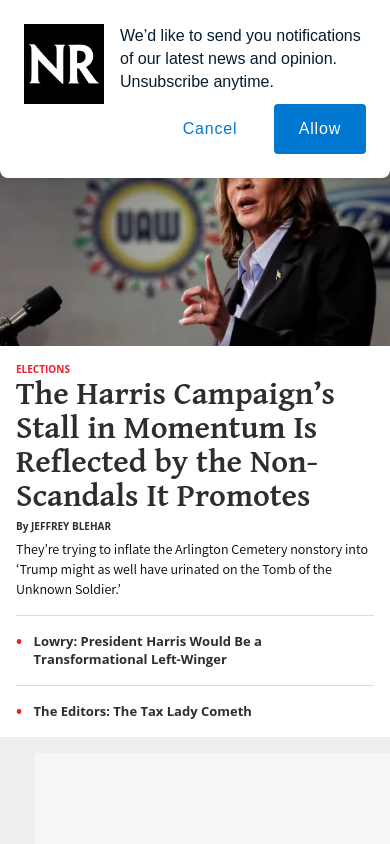 NR
We’d like to send you notifications
of our latest news and opinion.
Unsubscribe anytime.
Cancel
Allow
UAW
ELECTIONS
The Harris Campaign’s
Stall in Momentum Is
Reflected by the Non-
Scandals It Promotes
By JEFFREY BLEHAR
They’re trying to inflate the Arlington Cemetery nonstory into
‘Trump might as well have urinated on the Tomb of the
Unknown Soldier.’
• Lowry: President Harris Would Be a
Transformational Left-Winger
• The Editors: The Tax Lady Cometh